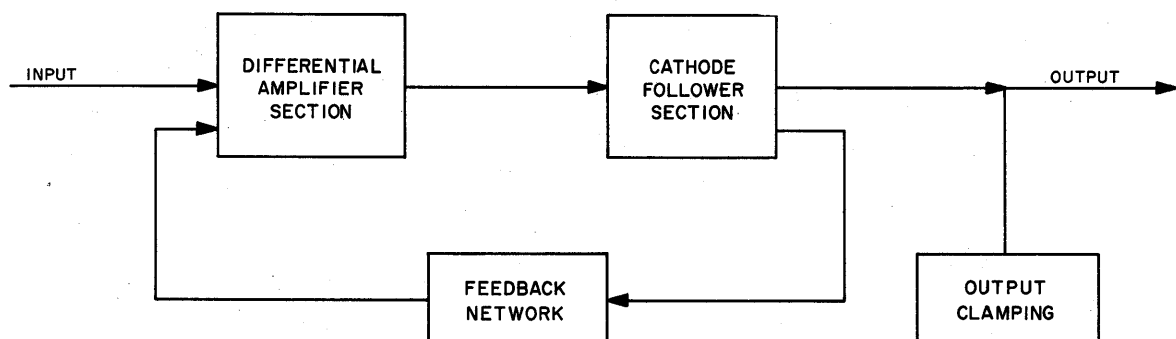 INPUT
DIFFERENTIAL
AMPLIFIER
SECTION
CATHODE
FOLLOWER
SECTION
OUTPUT
FEEDBACK
NETWORK
OUTPUT
CLAMPING